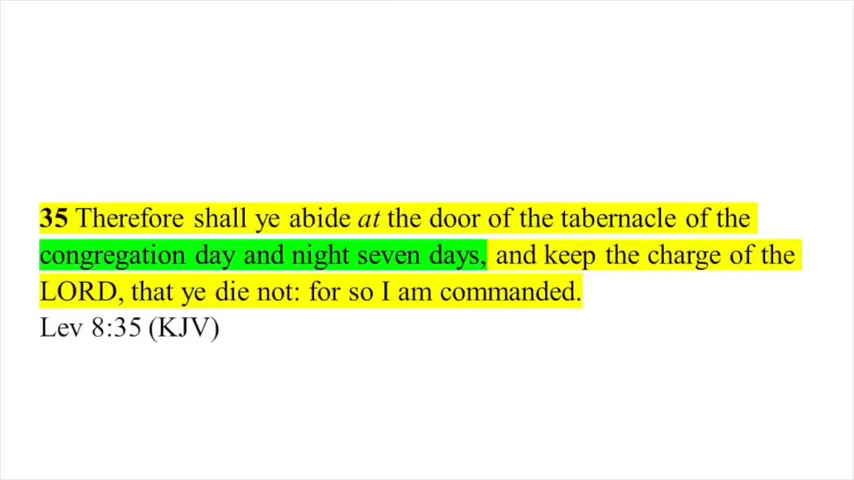 35 Therefore shall ye abide at the door of the tabernacle of the
congregation day and night seven days, and keep the charge of the
LORD, that ye die not: for so I am commanded.
Lev 8:35 (KJV)